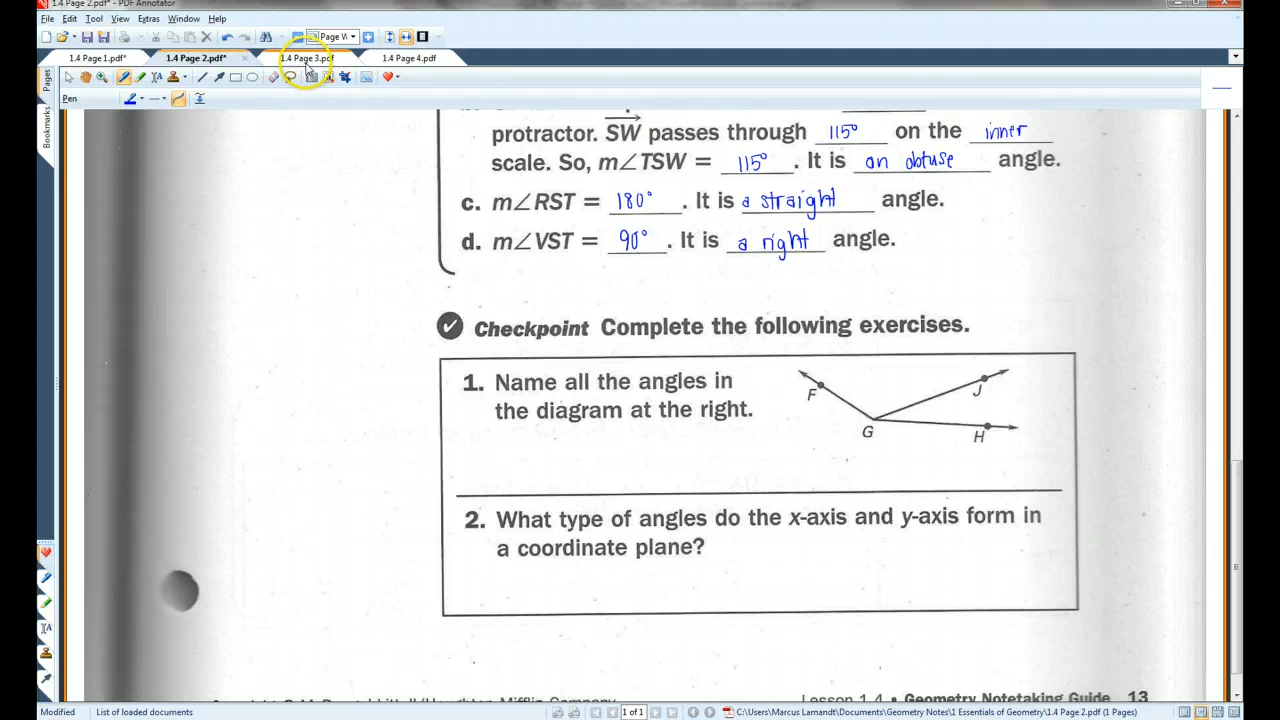 1.4 Page 2.pdf* - PDF Annotator
File Edit Tool View Extras Window Help
Page W
1.4 Page 1.pdf* 1.4 Page 2.pdf* 1.4 Page 3.pdf 1.4 Page 4.pdf
Pen
Pages
Bookmarks
protractor. SW passes through 115° on the inner
scale. So, m∠TSW = 115°. It is an obtuse angle.
c. m∠RST = 180°. It is a straight angle.
d. m∠VST = 90°. It is a right angle.
Checkpoint Complete the following exercises.
1. Name all the angles in
the diagram at the right.
F J
G H
2. What type of angles do the x-axis and y-axis form in
a coordinate plane?
Lesson 1.4 • Geometry Notetaking Guide 13
Modified List of loaded documents 1 of 1 C:\Users\Marcus Lamandt\Documents\Geometry Notes\1 Essentials of Geometry\1.4 Page 2.pdf (1 Pages)